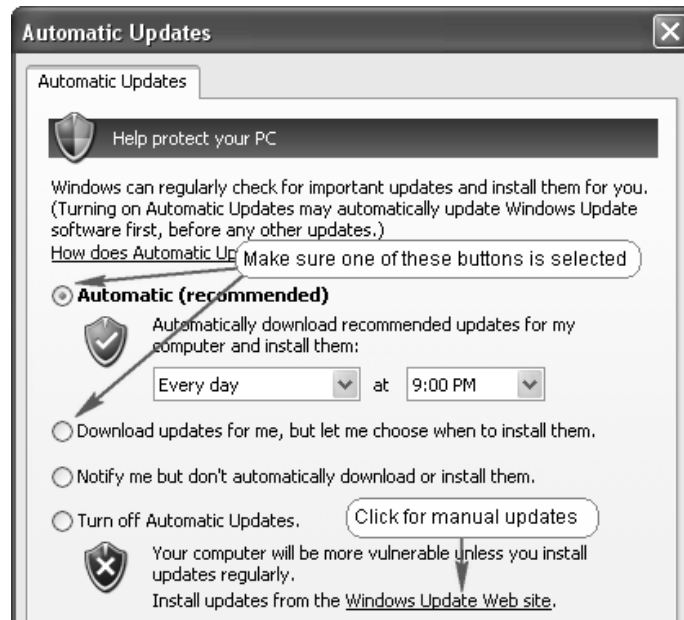 Automatic Updates
Automatic Updates
Help protect your PC
Windows can regularly check for important updates and install them for you.
(Turning on Automatic Updates may automatically update Windows Update
software first, before any other updates.)
How does Automatic Up
Make sure one of these buttons is selected
Automatic (recommended)
Automatically download recommended updates for my
computer and install them:
Every day at 9:00 PM
Download updates for me, but let me choose when to install them.
Notify me but don't automatically download or install them.
Turn off Automatic Updates.
Click for manual updates
Your computer will be more vulnerable unless you install
updates regularly.
Install updates from the Windows Update Web site.